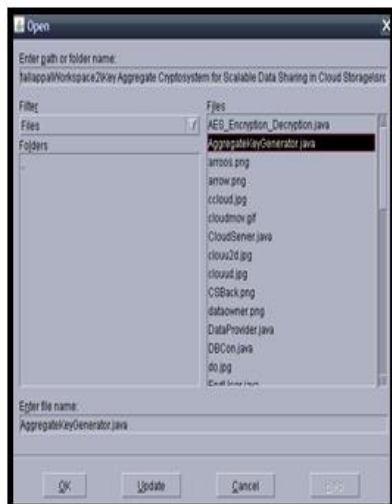 Open
Enter path or folder name:
tallappa\Workspace2\Key Aggregate Cryptosystem for Scalable Data Sharing in Cloud Storage\src
Filter
Files
Folders
..
Files
AES_Encryption_Decryption.java
AggregateKeyGenerator.java
arroos.png
arrow.png
ccloud.jpg
cloudmov.gif
CloudServer.java
clouu2d.jpg
clouud.jpg
CSBack.png
dataowner.png
DataProvider.java
DBCon.java
do.jpg
EndUser.java
Enter file name:
AggregateKeyGenerator.java
OK
Update
Cancel